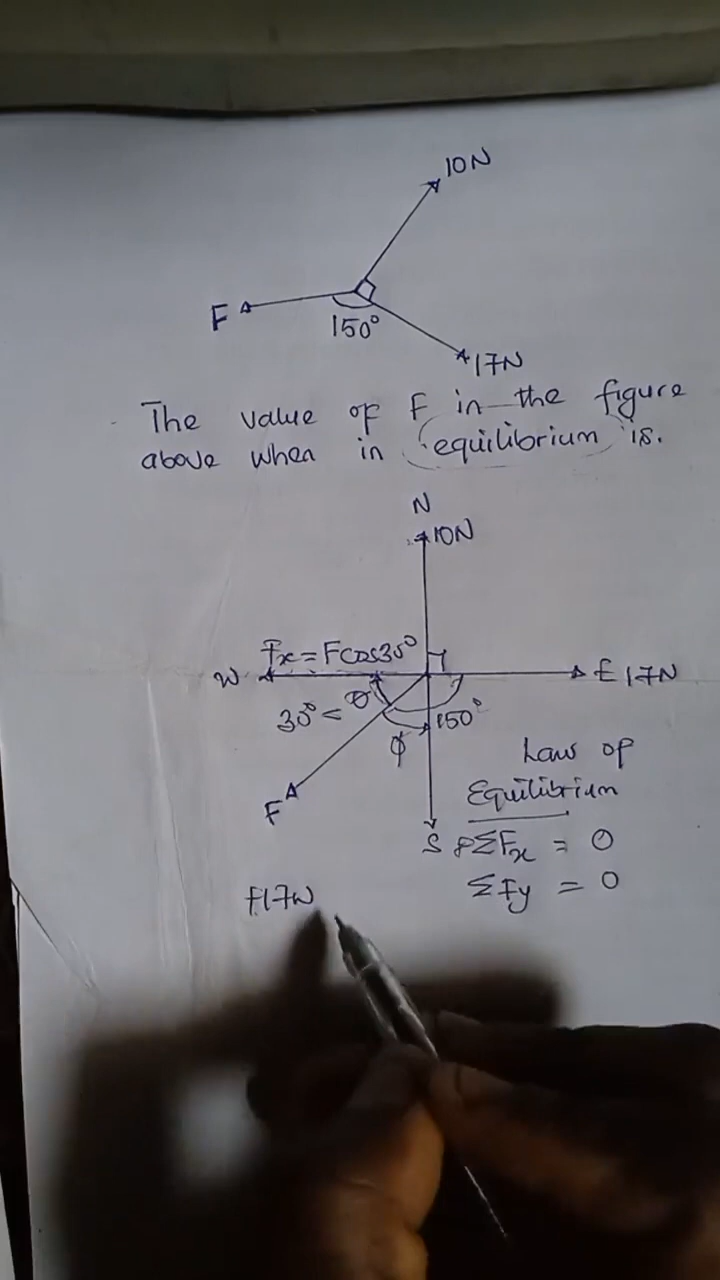 10N
F
150°
17N
The value of F in the figure
above when in equilibrium is.
N
10N
Fx = Fcos30°
W
E 17N
30° = θ
150°
φ
F
S
Law of
Equilibrium
ΣFx = 0
ΣFy = 0